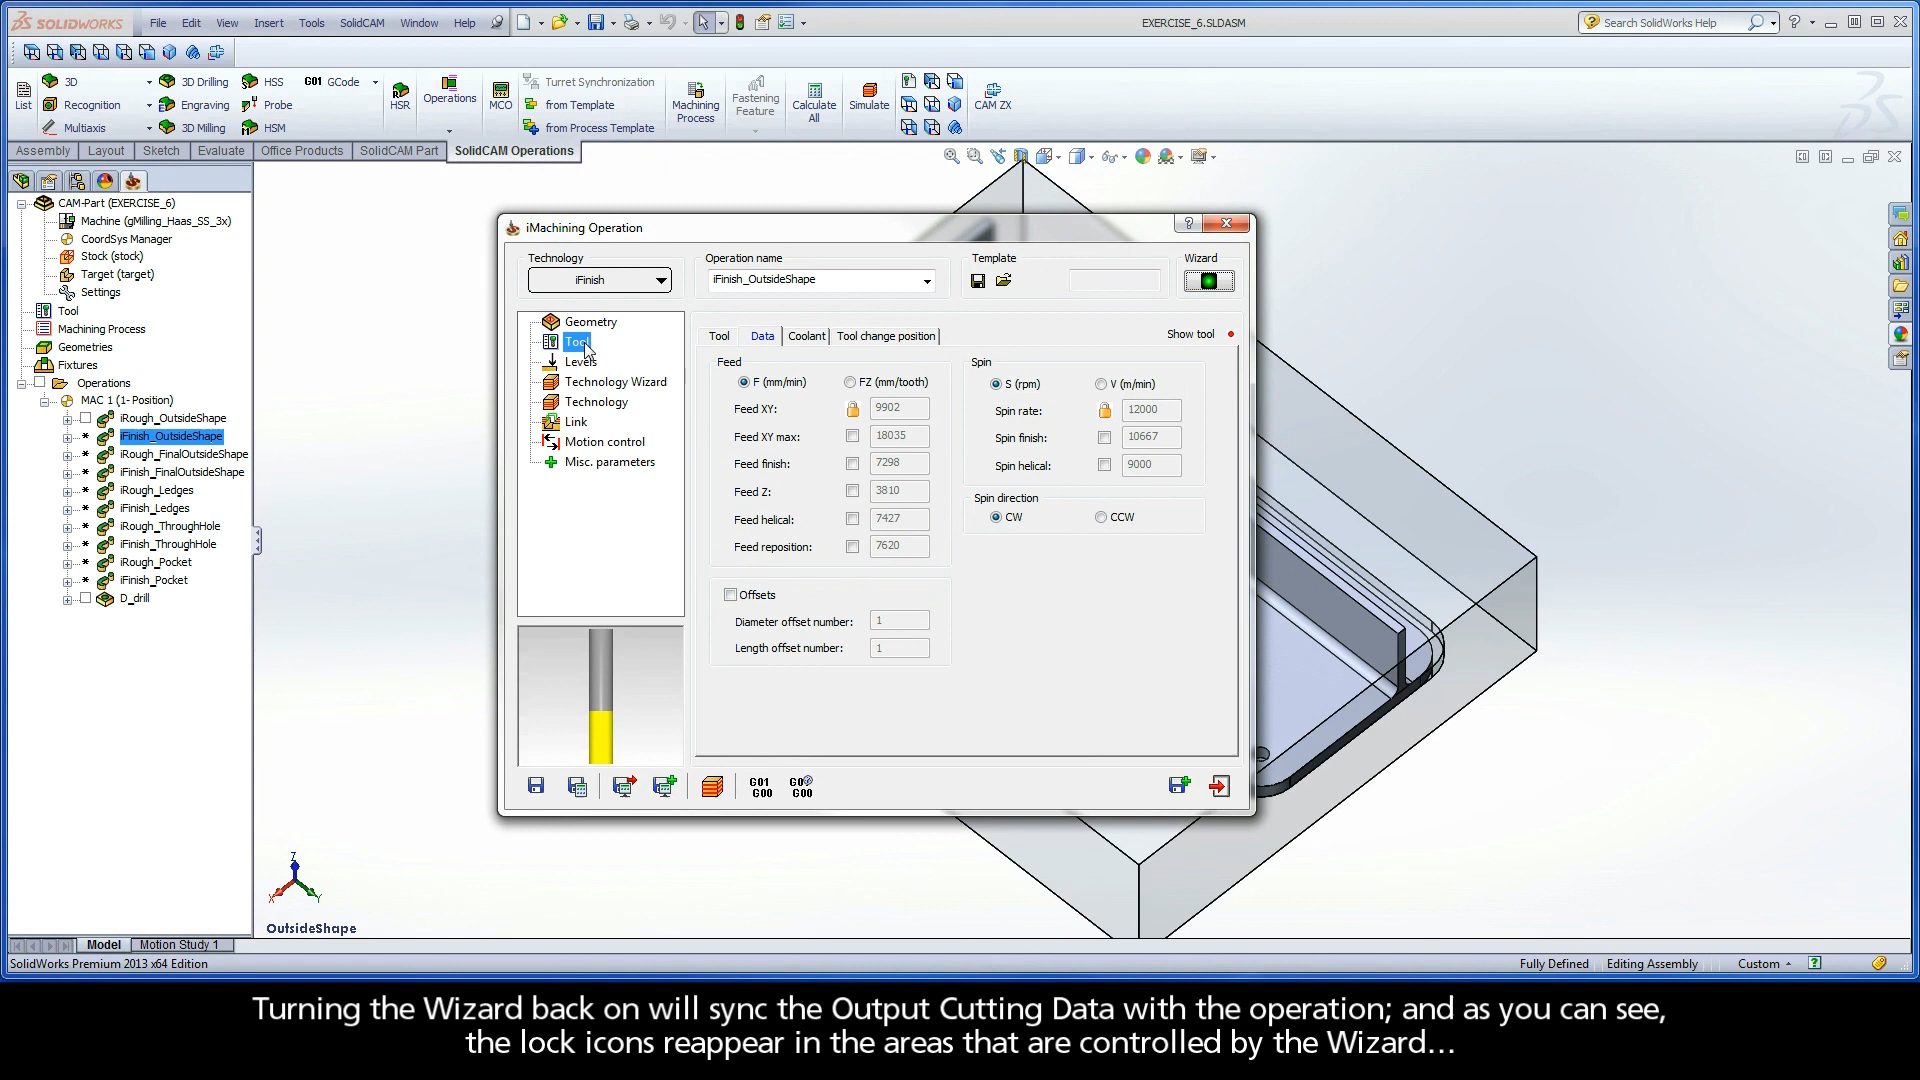 SOLIDWORKS File Edit View Insert Tools SolidCAM Window Help EXERCISE_6.SLDASM Search SolidWorks Help
3D 3D Drilling HSS G01 GCode Turret Synchronization
List Recognition Engraving Probe HSR Operations MCO from Template Machining Process Fastening Feature Calculate All Simulate CAM ZX
Multiaxis 3D Milling HSM from Process Template
Assembly Layout Sketch Evaluate Office Products SolidCAM Part SolidCAM Operations
CAM-Part (EXERCISE_6)
Machine (gMilling_Haas_SS_3x)
CoordSys Manager
Stock (stock)
Target (target)
Settings
Tool
Machining Process
Geometries
Fixtures
Operations
MAC 1 (1- Position)
iRough_OutsideShape
iFinish_OutsideShape
iRough_FinalOutsideShape
iFinish_FinalOutsideShape
iRough_Ledges
iFinish_Ledges
iRough_ThroughHole
iFinish_ThroughHole
iRough_Pocket
iFinish_Pocket
D_drill
iMachining Operation
Technology Operation name Template Wizard
iFinish iFinish_OutsideShape
Geometry
Tool
Levels
Technology Wizard
Technology
Link
Motion control
Misc. parameters
Tool Data Coolant Tool change position Show tool
Feed
F (mm/min) FZ (mm/tooth)
Feed XY: 9902
Feed XY max: 18035
Feed finish: 7298
Feed Z: 3810
Feed helical: 7427
Feed reposition: 7620
Spin
S (rpm) V (m/min)
Spin rate: 12000
Spin finish: 10667
Spin helical: 9000
Spin direction
CW CCW
Offsets
Diameter offset number: 1
Length offset number: 1
G01 G00
Z
X Y
OutsideShape
Model Motion Study 1
SolidWorks Premium 2013 x64 Edition Fully Defined Editing Assembly Custom
Turning the Wizard back on will sync the Output Cutting Data with the operation; and as you can see,
the lock icons reappear in the areas that are controlled by the Wizard...